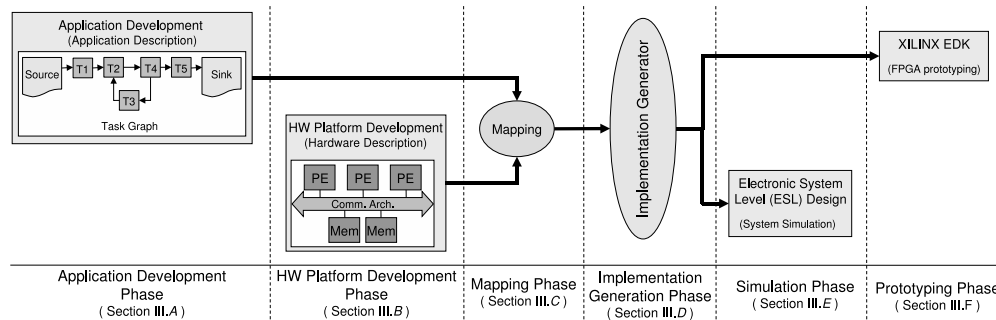 Application Development
(Application Description)
Source
T1
T2
T4
T5
Sink
T3
Task Graph
HW Platform Development
(Hardware Description)
PE
PE
PE
Comm. Arch.
Mem
Mem
Mapping
Implementation Generator
XILINX EDK
(FPGA prototyping)
Electronic System
Level (ESL) Design
(System Simulation)
Application Development
Phase
( Section III.A )
HW Platform Development
Phase
( Section III.B )
Mapping Phase
( Section III.C )
Implementation
Generation Phase
( Section III.D )
Simulation Phase
( Section III.E )
Prototyping Phase
( Section III.F )